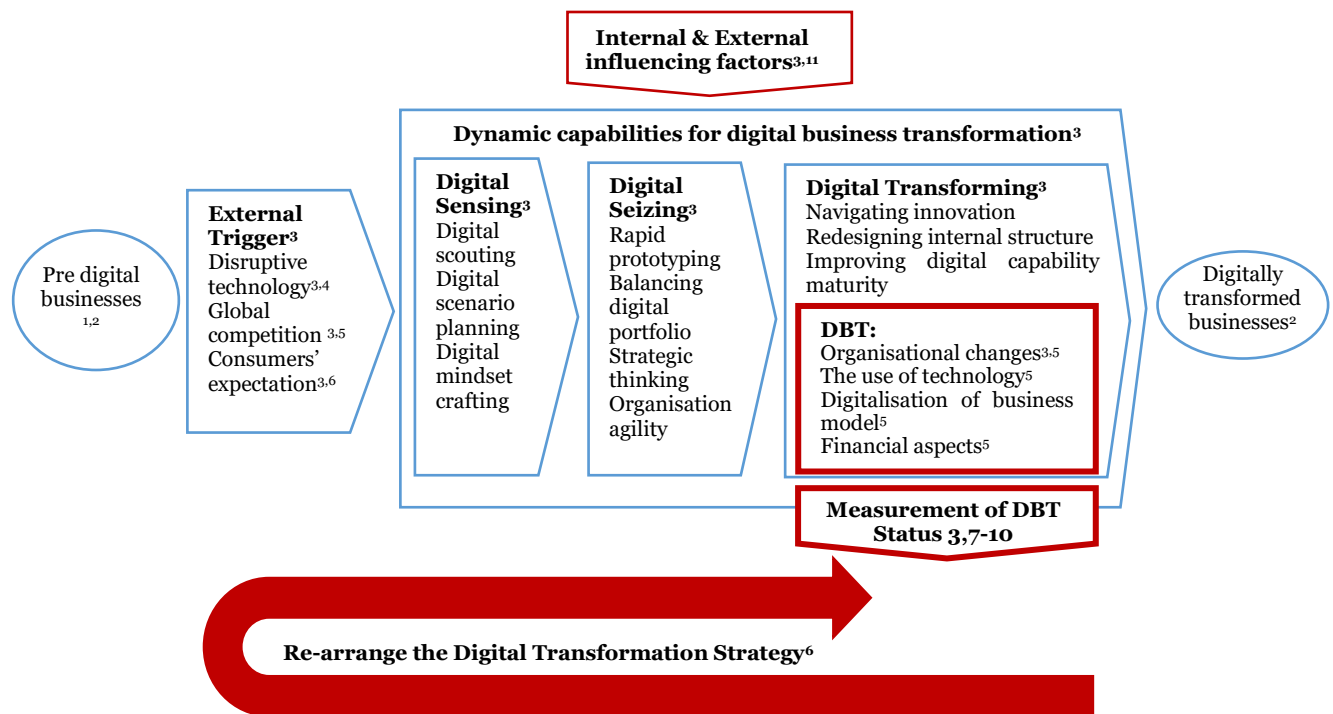 Internal & External
influencing factors³,¹¹
Dynamic capabilities for digital business transformation³
Pre digital
businesses
¹,²
External
Trigger³
Disruptive
technology³,⁴
Global
competition ³,⁵
Consumers’
expectation³,⁶
Digital
Sensing³
Digital
scouting
Digital
scenario
planning
Digital
mindset
crafting
Digital
Seizing³
Rapid
prototyping
Balancing
digital
portfolio
Strategic
thinking
Organisation
agility
Digital Transforming³
Navigating innovation
Redesigning internal structure
Improving digital capability
maturity
DBT:
Organisational changes³,⁵
The use of technology⁵
Digitalisation of business
model⁵
Financial aspects⁵
Digitally
transformed
businesses²
Measurement of DBT
Status 3,7-10
Re-arrange the Digital Transformation Strategy⁶